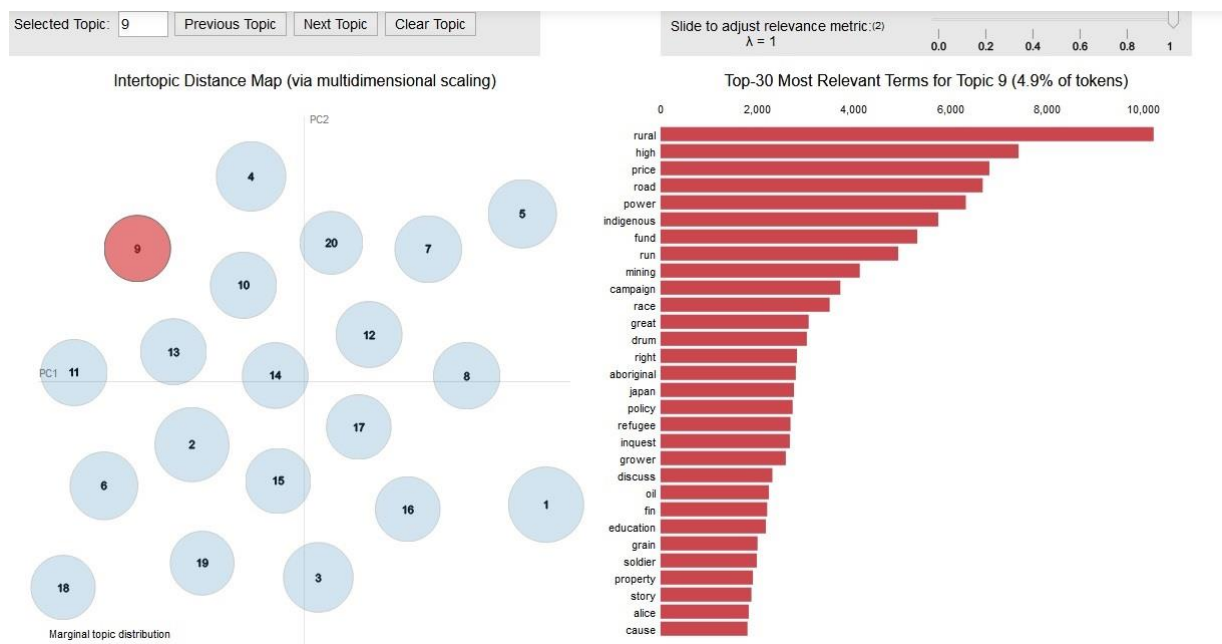 Selected Topic: 9 Previous Topic Next Topic Clear Topic
Slide to adjust relevance metric:(2)
λ = 1
0.0 0.2 0.4 0.6 0.8 1
Intertopic Distance Map (via multidimensional scaling)
PC2
PC1
4
5
9
20
7
10
12
13
11
14
8
17
2
15
6
16
1
19
3
18
Marginal topic distribution
Top-30 Most Relevant Terms for Topic 9 (4.9% of tokens)
0 2,000 4,000 6,000 8,000 10,000
rural
high
price
road
power
indigenous
fund
run
mining
campaign
race
great
drum
right
aboriginal
japan
policy
refugee
inquest
grower
discuss
oil
fin
education
grain
soldier
property
story
alice
cause